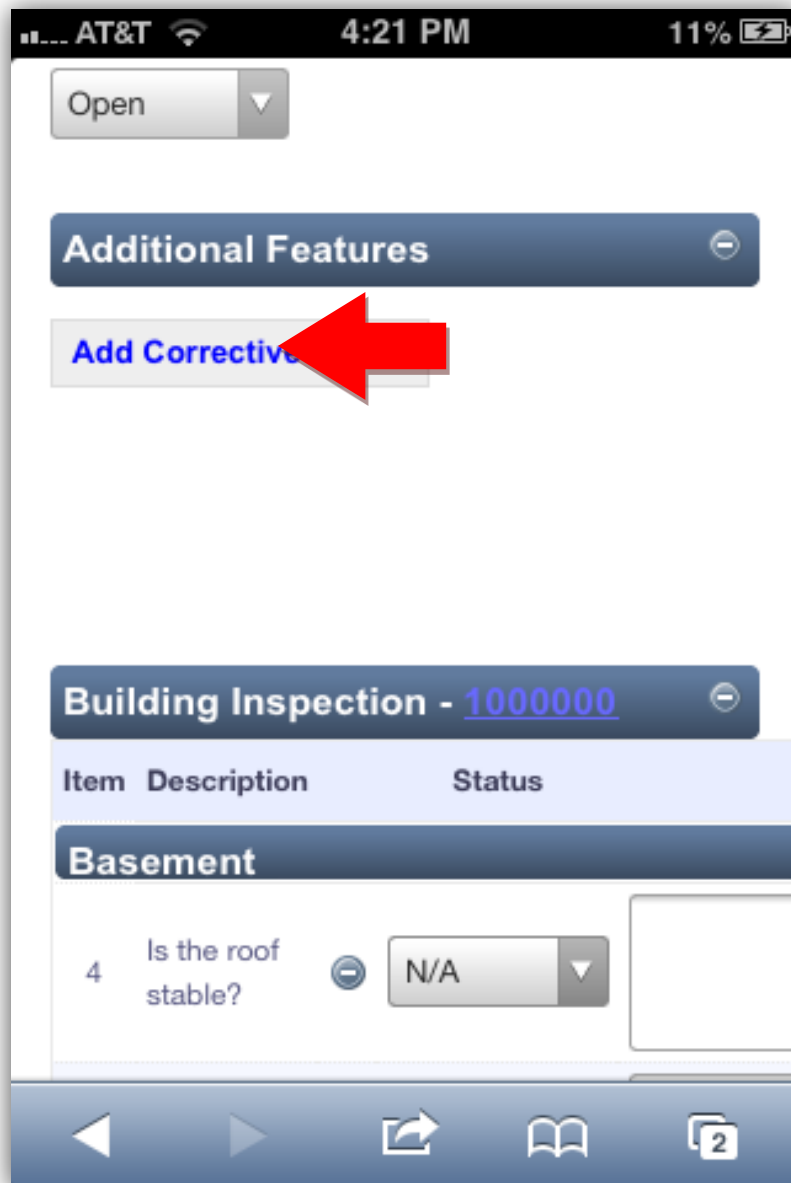 AT&T 4:21 PM 11%
Open
Additional Features
Add Corrective
Building Inspection - 1000000
Item Description Status
Basement
4 Is the roof stable? N/A
2